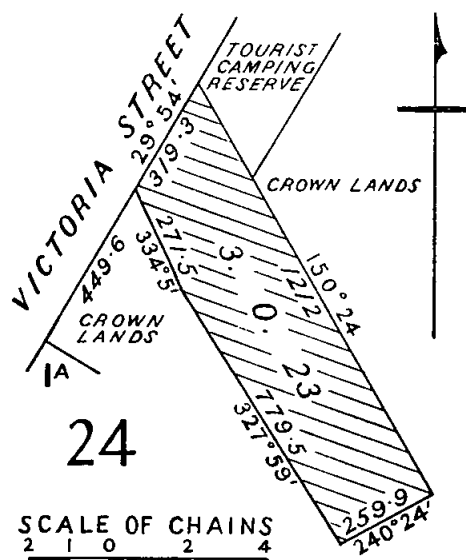 TOURIST
CAMPING
RESERVE
VICTORIA STREET
29°54'
319.3
CROWN LANDS
449.6
271.5
334°5'
CROWN
LANDS
1A
150°24
1212
3. 0. 23
779.5
327°59'
24
259.9
240°24'
SCALE OF CHAINS
2 1 0 2 4